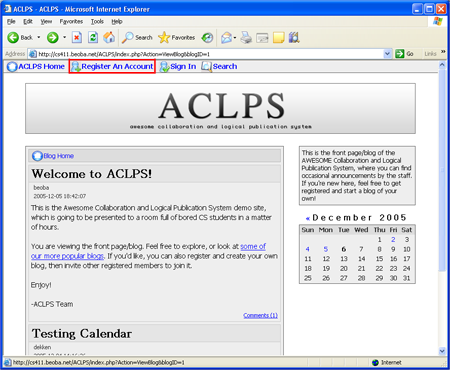 ACLPS - ACLPS - Microsoft Internet Explorer
File Edit View Favorites Tools Help
Back Search Favorites
Address http://cs411.beoba.net/ACLPS/index.php?Action=ViewBlog&blogID=1 Go Links »
ACLPS Home Register An Account Sign In Search
ACLPS
awesome collaboration and logical publication system
Blog Home
Welcome to ACLPS!
beoba
2005-12-05 10:42:07
This is the Awesome Collaboration and Logical Publication System demo site,
which is going to be presented to a room full of bored CS students in a matter
of hours.
You are viewing the front page/blog. Feel free to explore, or look at some of
our more popular blogs. If you'd like, you can also register and create your own
blog, then invite other registered members to join it.
Enjoy!
-ACLPS Team
Comments (1)
Testing Calendar
dekken
This is the front page/blog of the
AWESOME Collaboration and Logical
Publication System, where you can find
occasional announcements by the staff.
If you're new here, feel free to get
registered and start a blog of your
own!
« December 2005
Sun Mon Tue Wed Thu Fri Sat
1 2 3
4 5 6 7 8 9 10
11 12 13 14 15 16 17
18 19 20 21 22 23 24
25 26 27 28 29 30 31
http://cs411.beoba.net/ACLPS/index.php?Action=ViewBlog&blogID=1 Internet